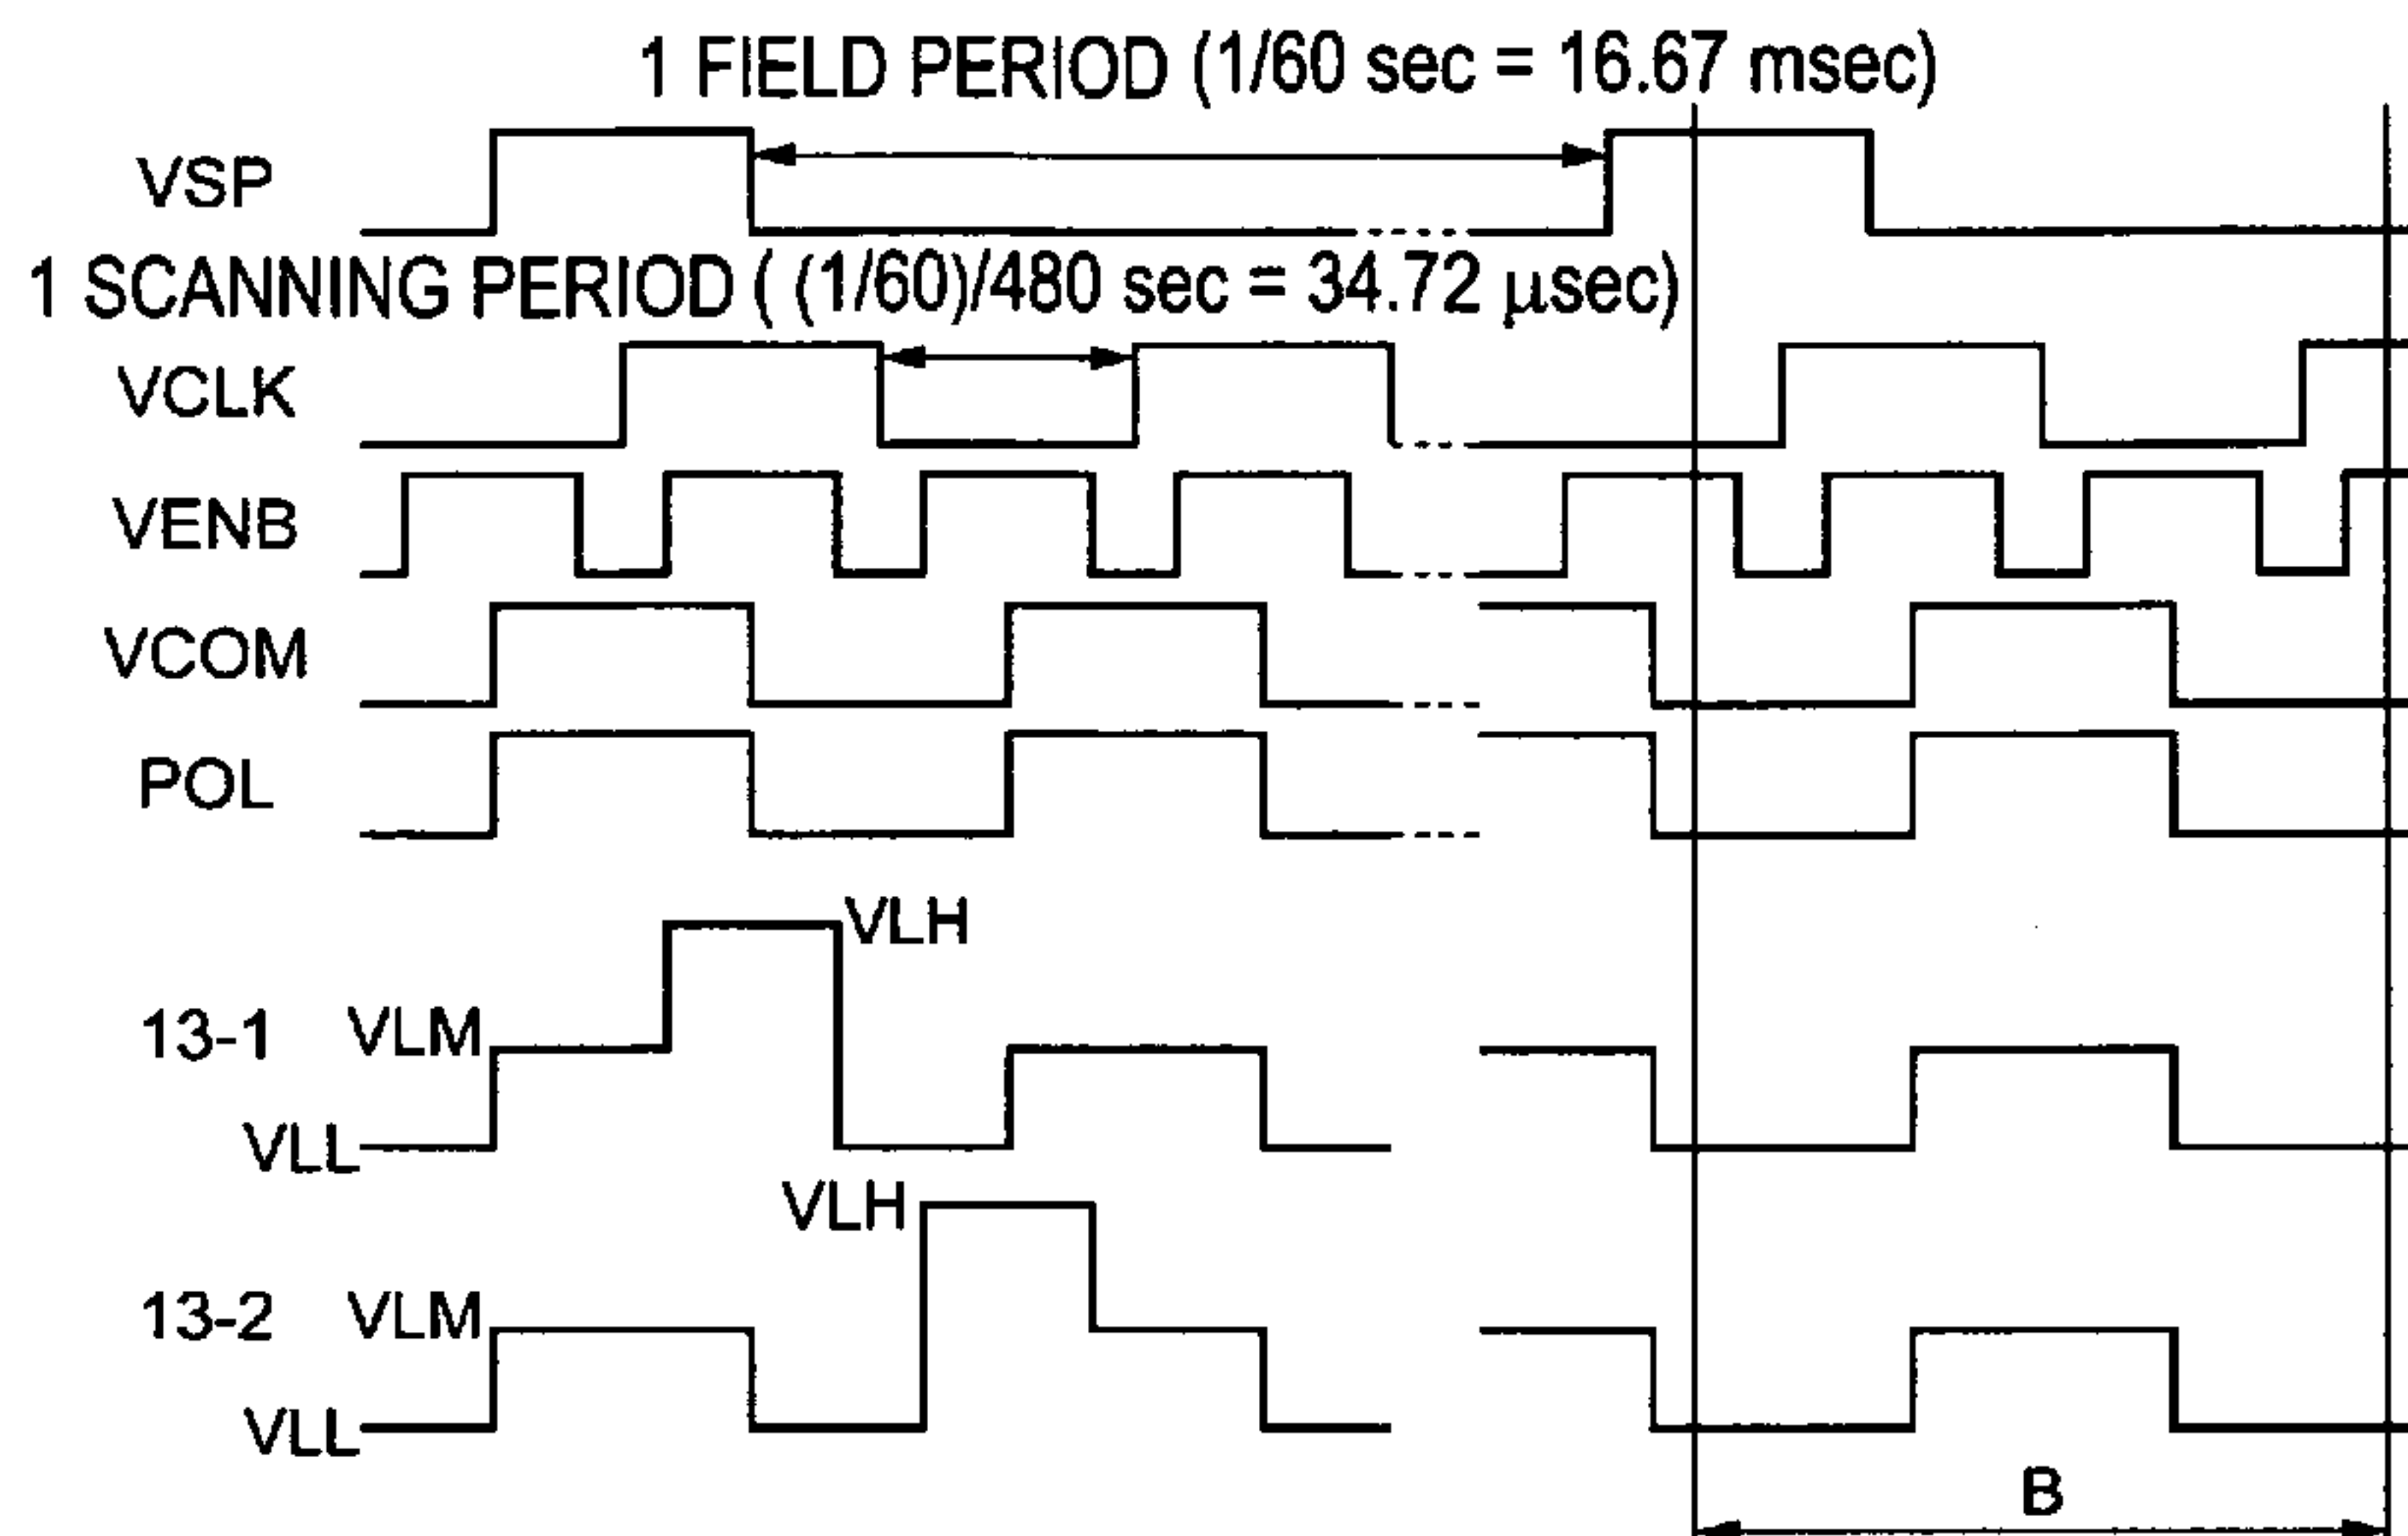 1 FIELD PERIOD (1/60 sec = 16.67 msec)
VSP
1 SCANNING PERIOD ( (1/60)/480 sec = 34.72 μsec)
VCLK
VENB
VCOM
POL
VLH
13-1 VLM
VLL
VLH
13-2 VLM
VLL
B